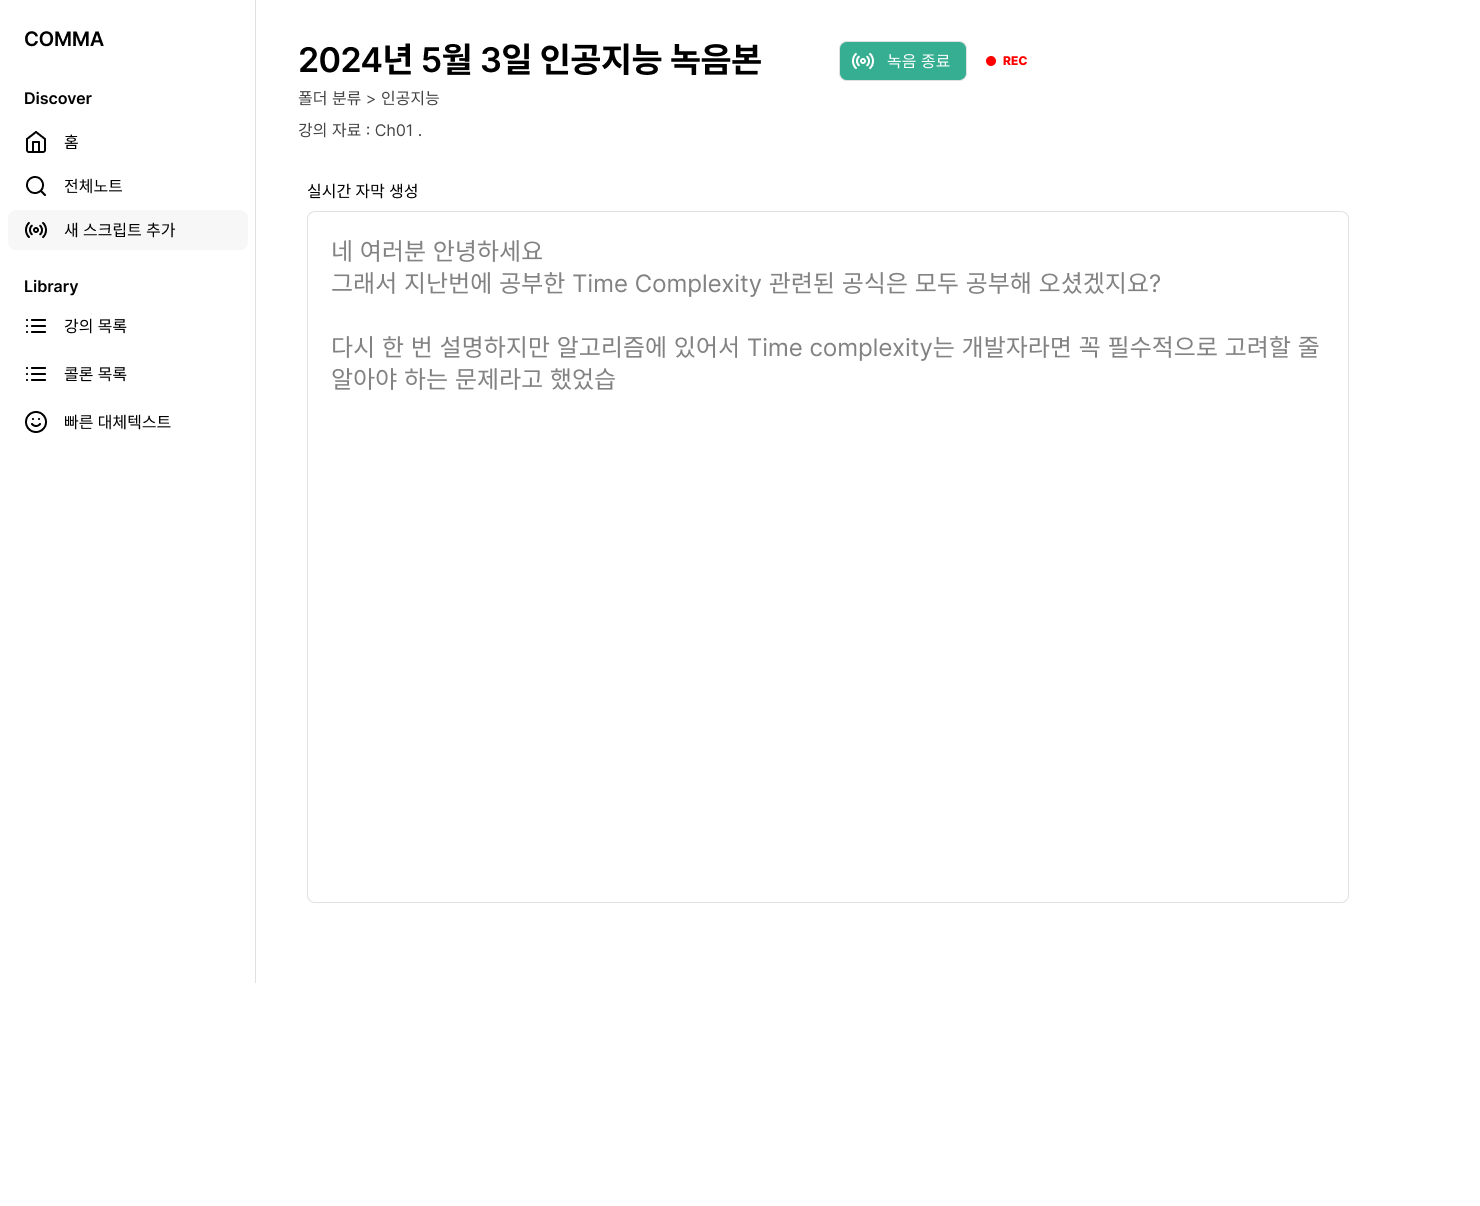 COMMA
Discover
홈
전체노트
새 스크립트 추가
Library
강의 목록
콜론 목록
빠른 대체텍스트
2024년 5월 3일 인공지능 녹음본
녹음 종료
REC
폴더 분류 > 인공지능
강의 자료 : Ch01 .
실시간 자막 생성
네 여러분 안녕하세요
그래서 지난번에 공부한 Time Complexity 관련된 공식은 모두 공부해 오셨겠지요?
다시 한 번 설명하지만 알고리즘에 있어서 Time complexity는 개발자라면 꼭 필수적으로 고려할 줄
알아야 하는 문제라고 했었습